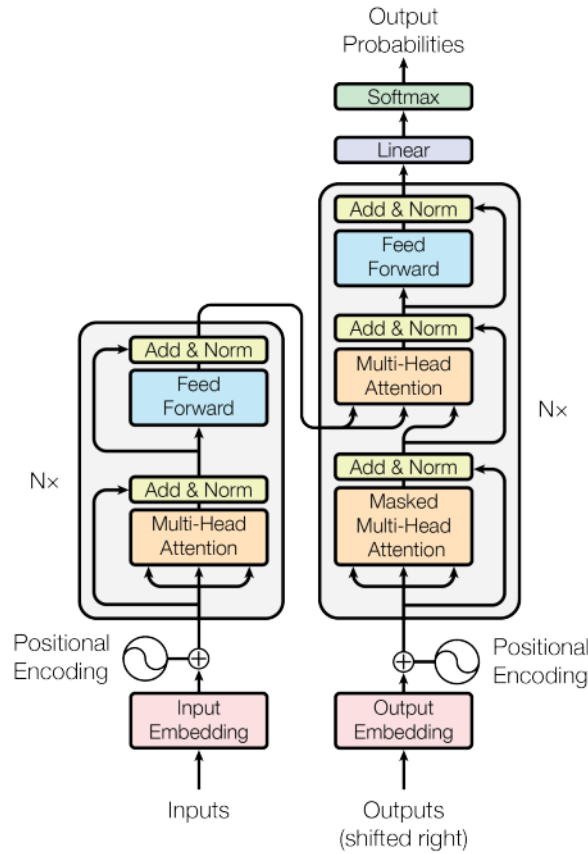 Output
Probabilities
Softmax
Linear
Add & Norm
Feed
Forward
Add & Norm
Multi-Head
Attention
Add & Norm
Masked
Multi-Head
Attention
N×
Add & Norm
Feed
Forward
Add & Norm
Multi-Head
Attention
N×
Positional
Encoding
Positional
Encoding
Input
Embedding
Output
Embedding
Inputs
Outputs
(shifted right)